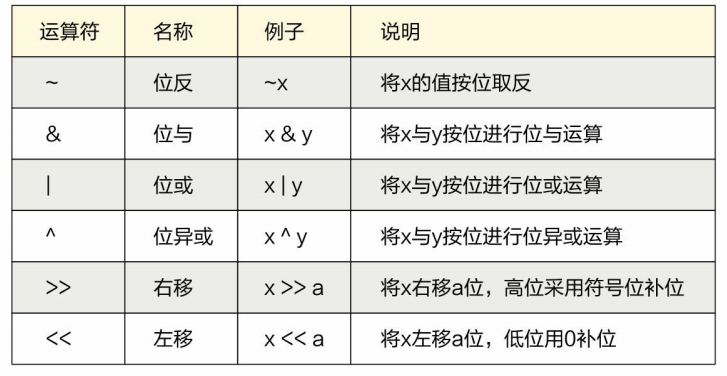 运算符 名称 例子 说明
~ 位反 ~x 将x的值按位取反
& 位与 x & y 将x与y按位进行位与运算
| 位或 x | y 将x与y按位进行位或运算
^ 位异或 x ^ y 将x与y按位进行位异或运算
>> 右移 x >> a 将x右移a位，高位采用符号位补位
<< 左移 x << a 将x左移a位，低位用0补位